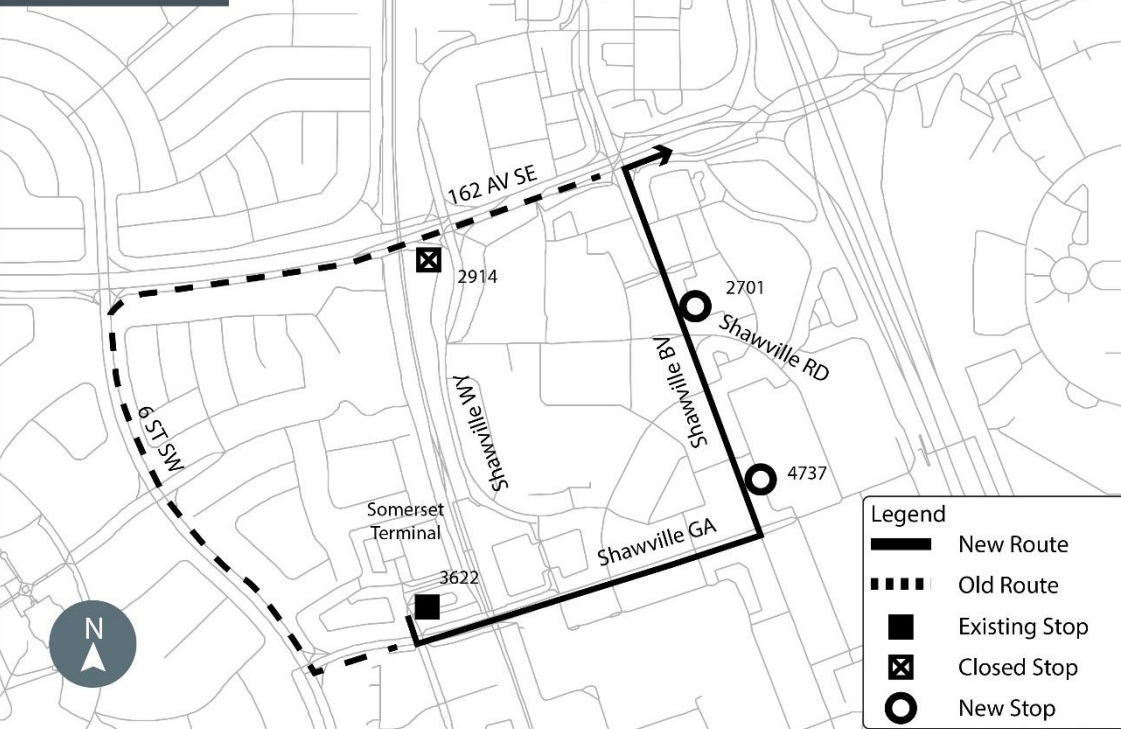 162 AV SE
2914
2701
Shawville RD
Shawville BV
Shawville WY
6 ST SW
4737
Somerset
Terminal
Shawville GA
3622
N
Legend
New Route
Old Route
Existing Stop
Closed Stop
New Stop